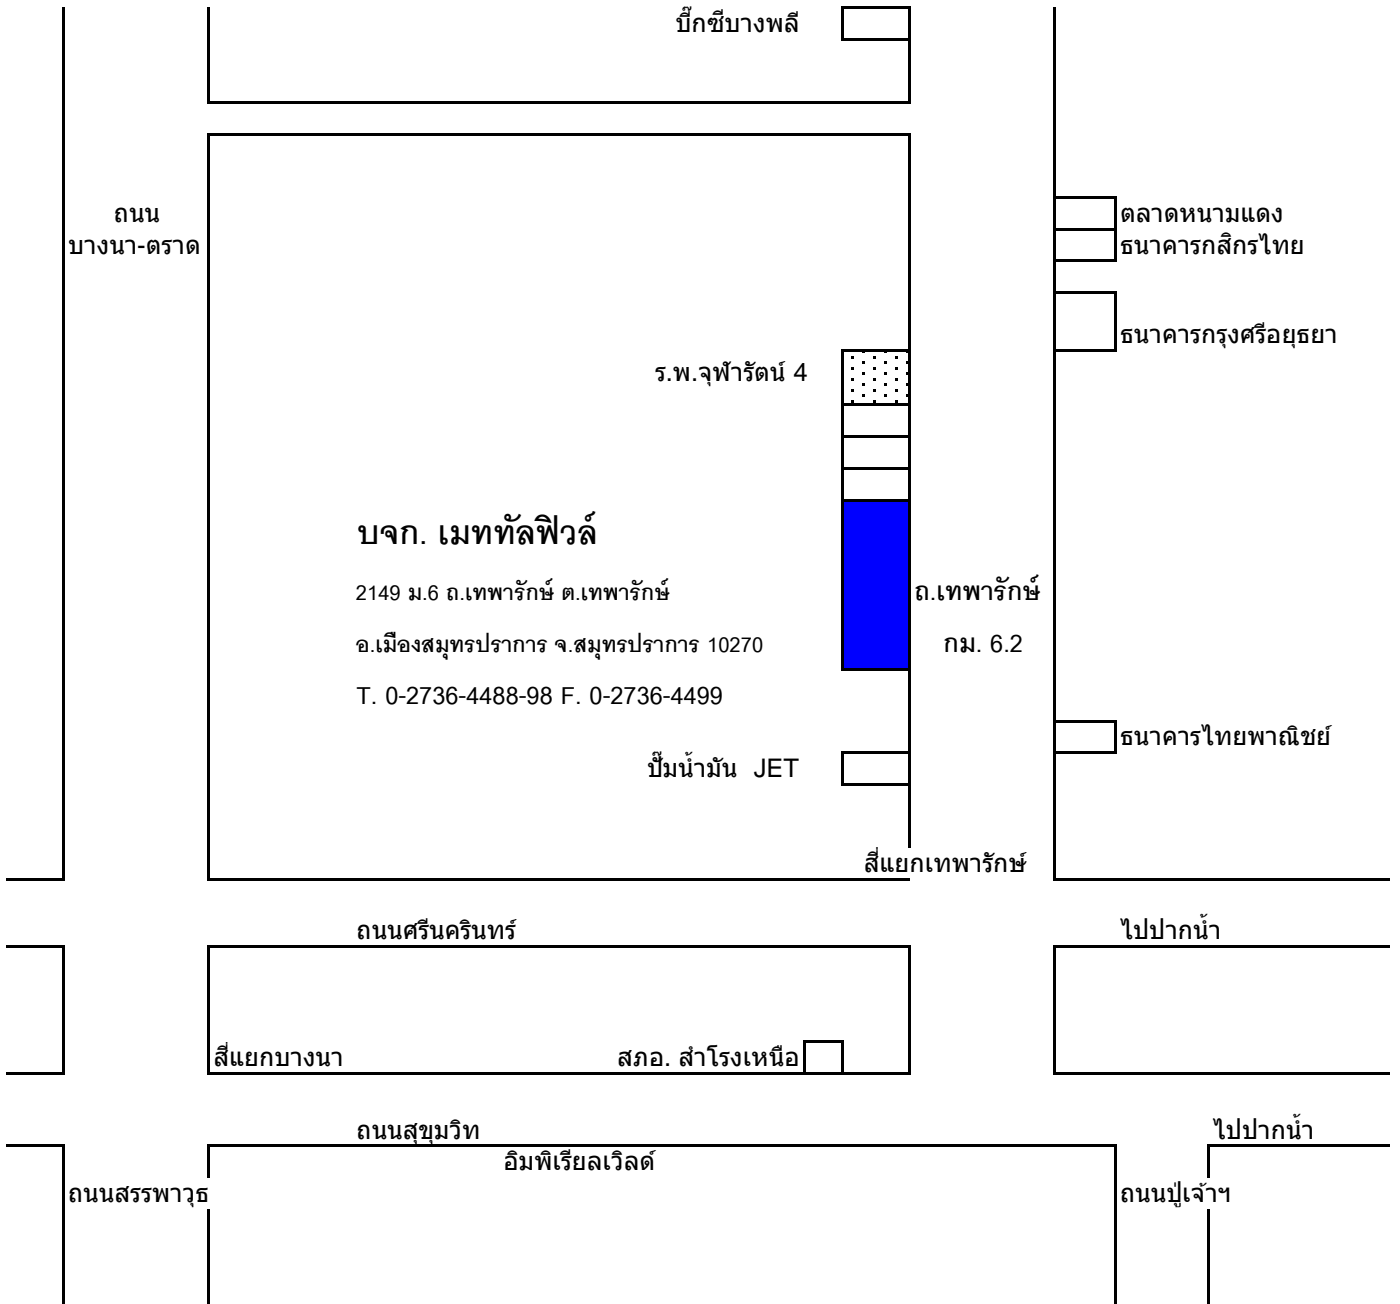 บิ๊กซีบางพลี
ถนน
บางนา-ตราด
ตลาดหนามแดง
ธนาคารกสิกรไทย
ธนาคารกรุงศรีอยุธยา
ร.พ.จุฬารัตน์ 4
บจก. เมททัลฟิวล์
2149 ม.6 ถ.เทพารักษ์ ต.เทพารักษ์
ถ.เทพารักษ์
อ.เมืองสมุทรปราการ จ.สมุทรปราการ 10270
กม. 6.2
T. 0-2736-4488-98 F. 0-2736-4499
ธนาคารไทยพาณิชย์
ปั๊มน้ำมัน JET
สี่แยกเทพารักษ์
ถนนศรีนครินทร์
ไปปากน้ำ
สี่แยกบางนา
สภอ. สำโรงเหนือ
ถนนสุขุมวิท
ไปปากน้ำ
อิมพิเรียลเวิลด์
ถนนสรรพาวุธ
ถนนปู่เจ้าฯ